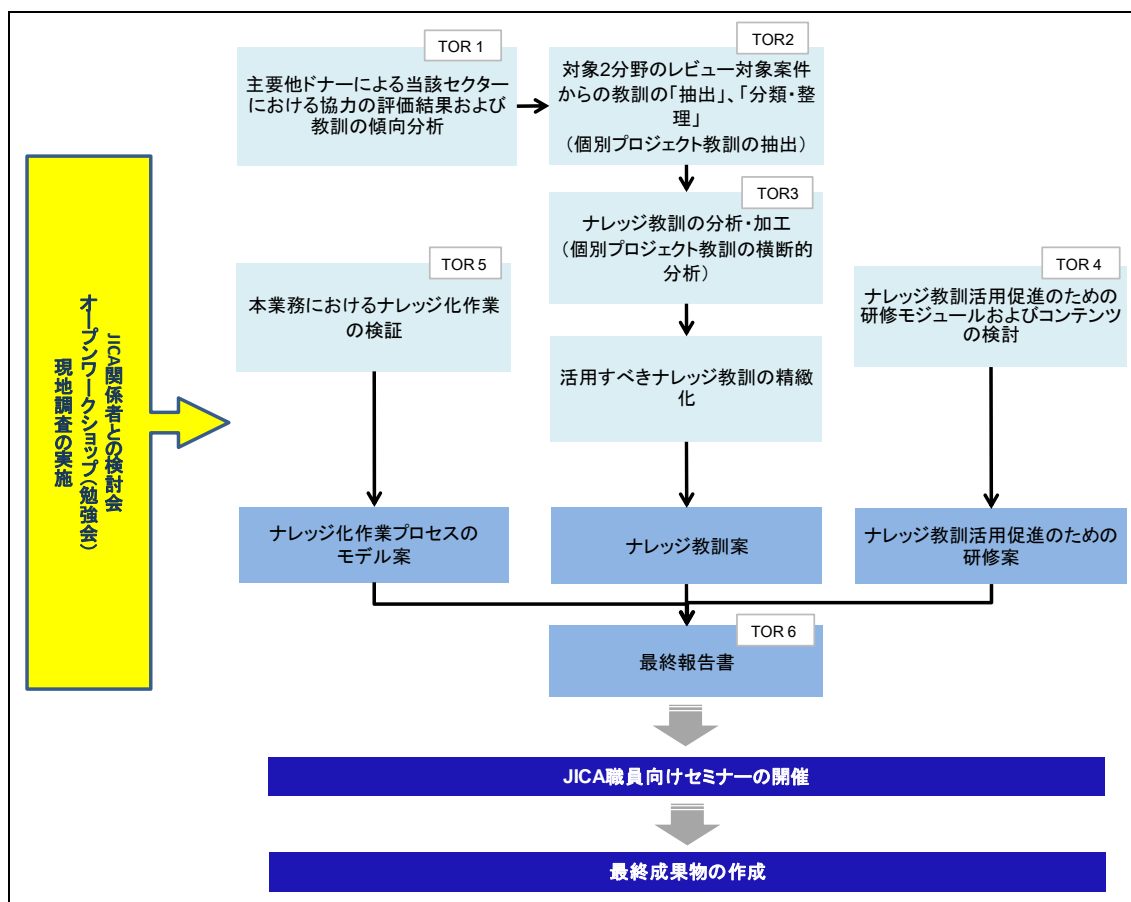 TOR 1
主要他ドナーによる当該セクター
における協力の評価結果および
教訓の傾向分析
TOR2
対象2分野のレビュー対象案件
からの教訓の「抽出」、「分類・整
理」
（個別プロジェクト教訓の抽出）
TOR3
ナレッジ教訓の分析・加工
（個別プロジェクト教訓の横断的
分析）
TOR 5
本業務におけるナレッジ化作業
の検証
TOR 4
ナレッジ教訓活用促進のための
研修モジュールおよびコンテンツ
の検討
活用すべきナレッジ教訓の精緻
化
JICA関係者との検討会
オープンワークショップ（勉強会）
現地調査の実施
ナレッジ化作業プロセスの
モデル案
ナレッジ教訓案
ナレッジ教訓活用促進のための
研修案
TOR 6
最終報告書
JICA職員向けセミナーの開催
最終成果物の作成